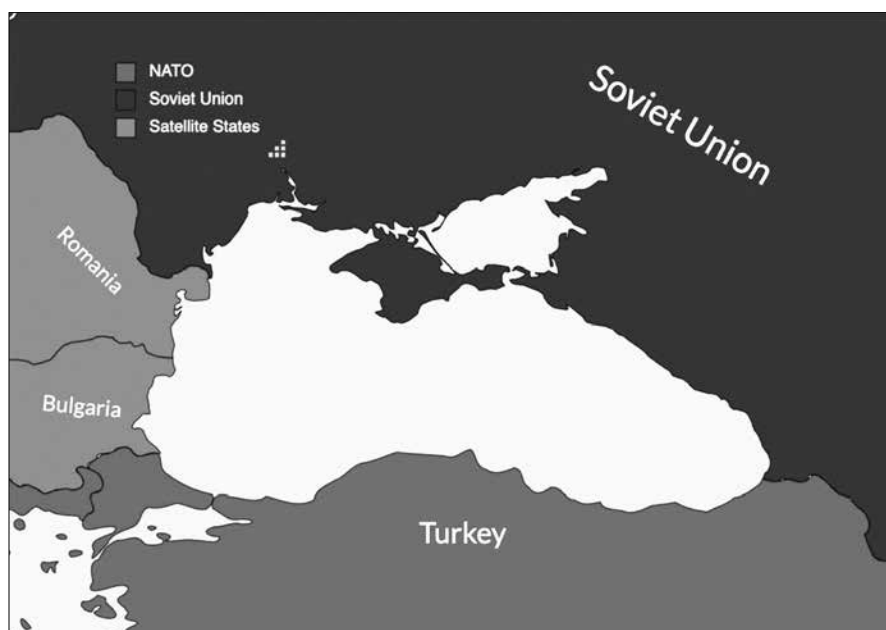 NATO
Soviet Union
Satellite States
Soviet Union
Romania
Bulgaria
Turkey